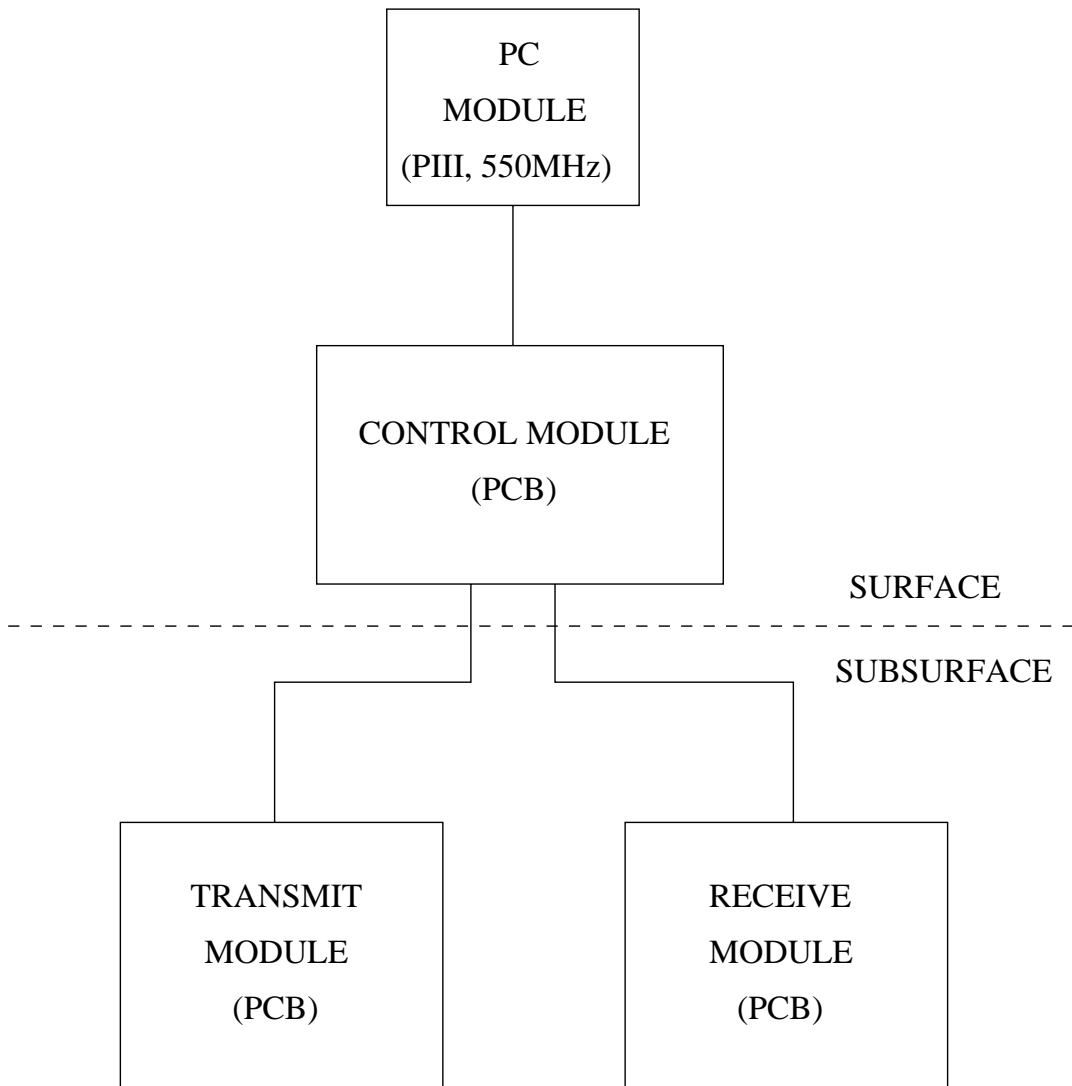 PC
MODULE
(PIII, 550MHz)
CONTROL MODULE
(PCB)
SURFACE
SUBSURFACE
TRANSMIT
MODULE
(PCB)
RECEIVE
MODULE
(PCB)